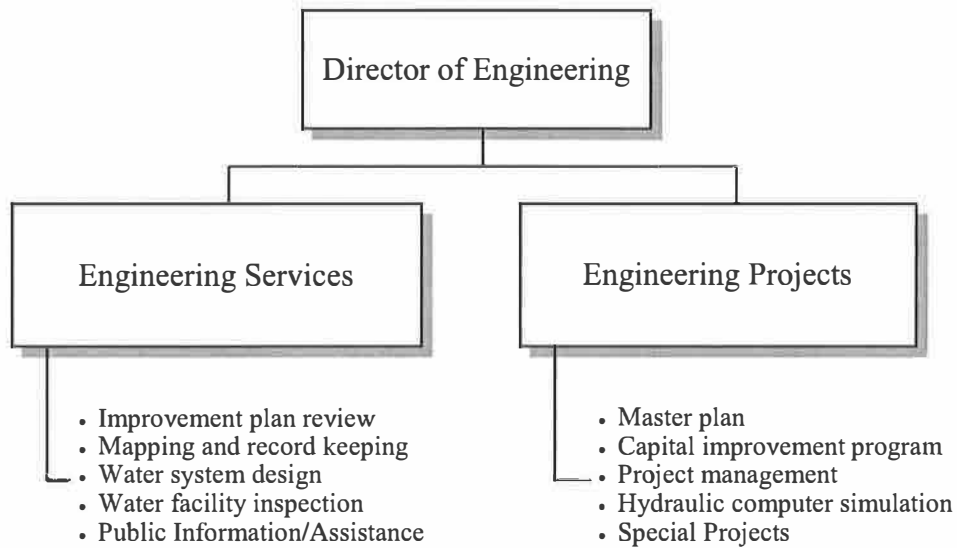 Director of Engineering
Engineering Services
Engineering Projects
• Improvement plan review
• Mapping and record keeping
• Water system design
• Water facility inspection
• Public Information/Assistance
• Master plan
• Capital improvement program
• Project management
• Hydraulic computer simulation
• Special Projects